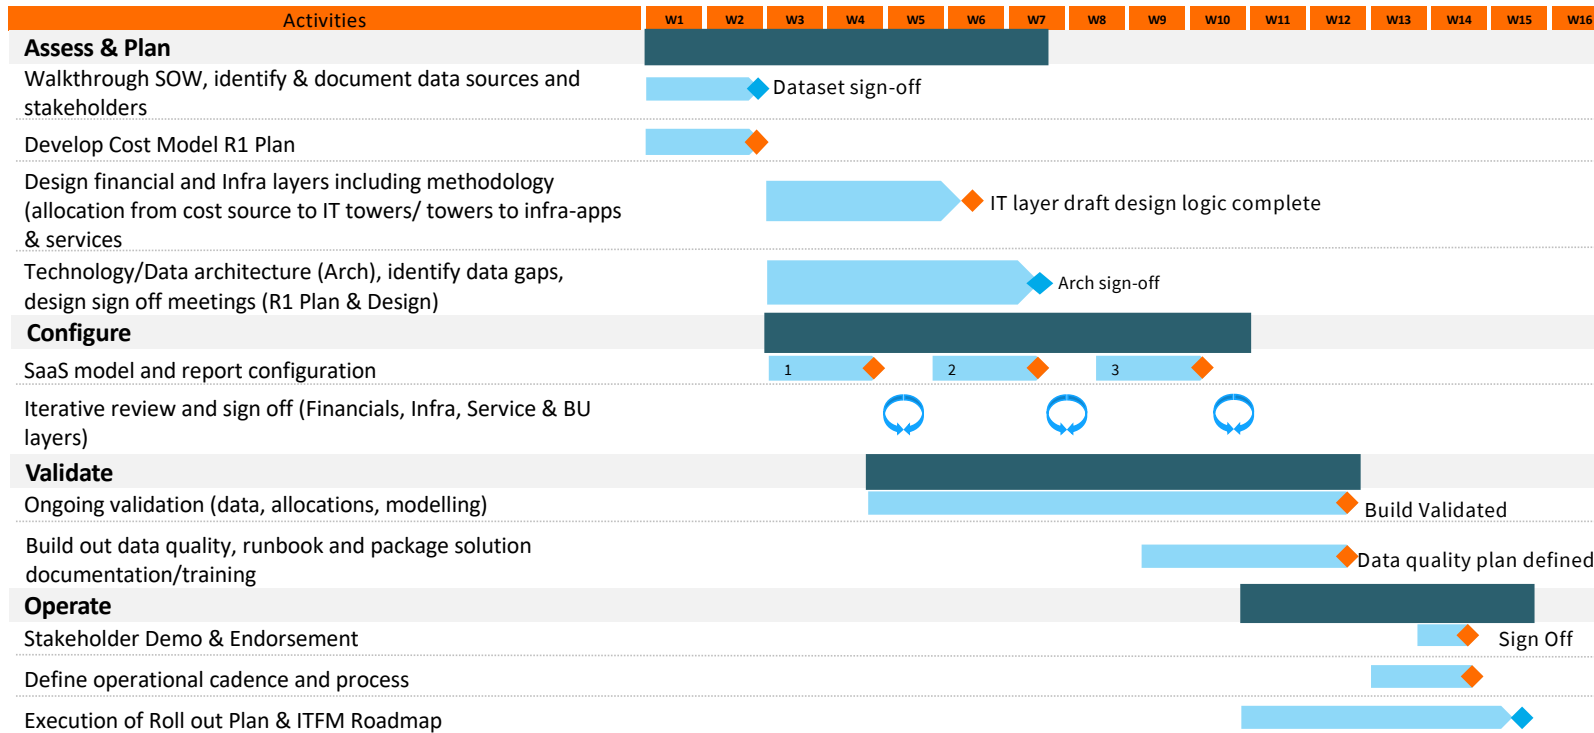 Activities W1 W2 W3 W4 W5 W6 W7 W8 W9 W10 W11 W12 W13 W14 W15 W16
Assess & Plan
Walkthrough SOW, identify & document data sources and
stakeholders
Dataset sign-off
Develop Cost Model R1 Plan
Design financial and Infra layers including methodology
(allocation from cost source to IT towers/ towers to infra-apps
& services
IT layer draft design logic complete
Technology/Data architecture (Arch), identify data gaps,
design sign off meetings (R1 Plan & Design)
Arch sign-off
Configure
SaaS model and report configuration
1 2 3
Iterative review and sign off (Financials, Infra, Service & BU
layers)
Validate
Ongoing validation (data, allocations, modelling)
Build Validated
Build out data quality, runbook and package solution
documentation/training
Data quality plan defined
Operate
Stakeholder Demo & Endorsement
Sign Off
Define operational cadence and process
Execution of Roll out Plan & ITFM Roadmap